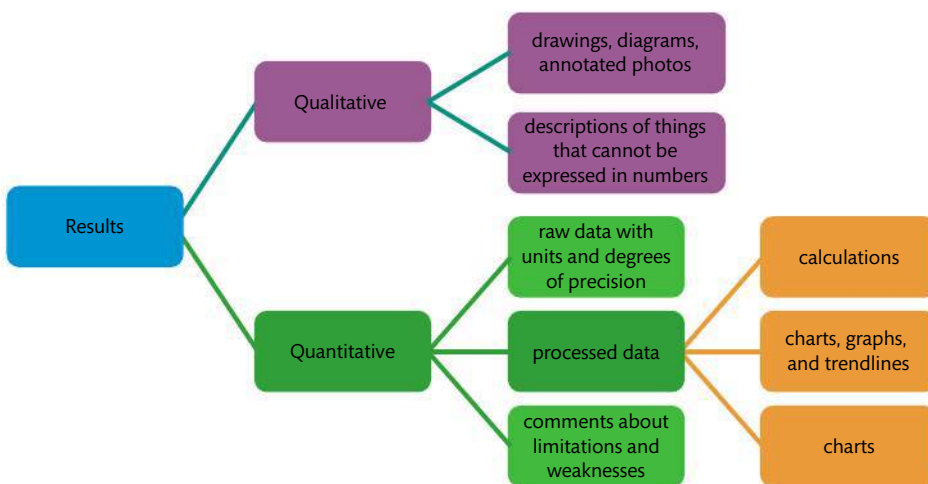 Results
Qualitative
drawings, diagrams,
annotated photos
descriptions of things
that cannot be
expressed in numbers
Quantitative
raw data with
units and degrees
of precision
processed data
comments about
limitations and
weaknesses
calculations
charts, graphs,
and trendlines
charts